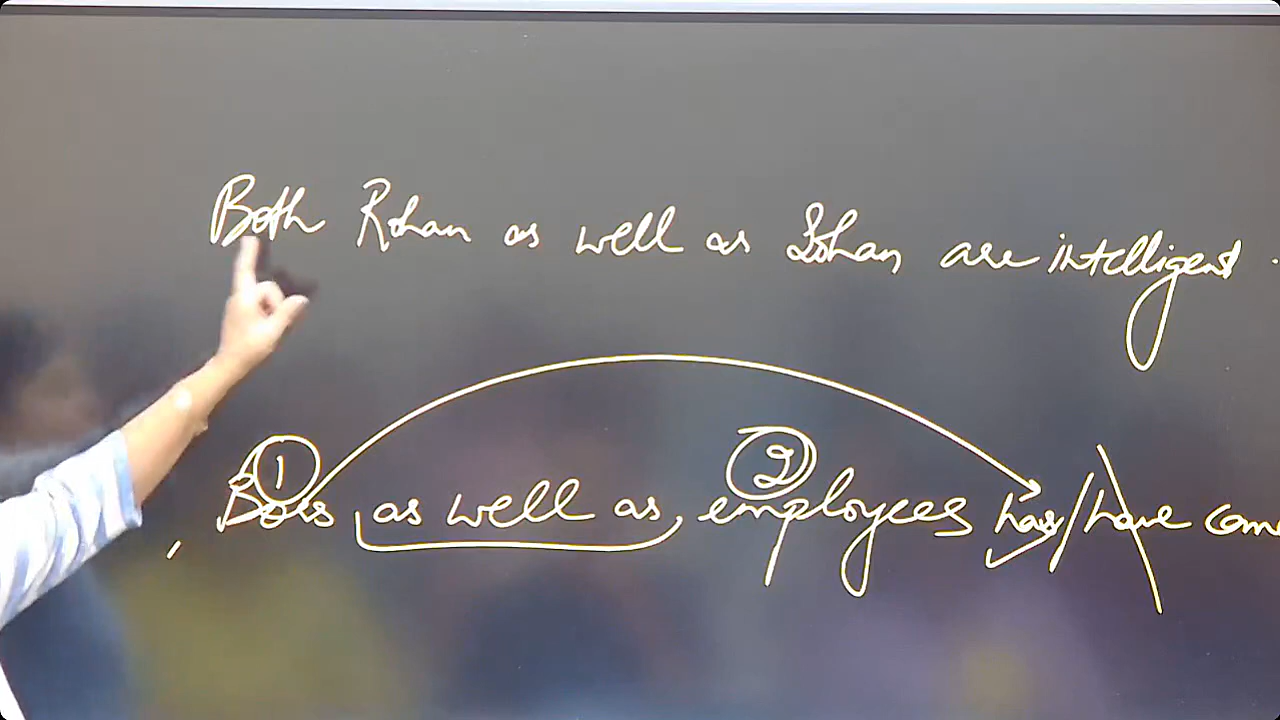 Both Rohan as well as Sohan are intelligent.
1 2
Boss as well as, employees has/have come